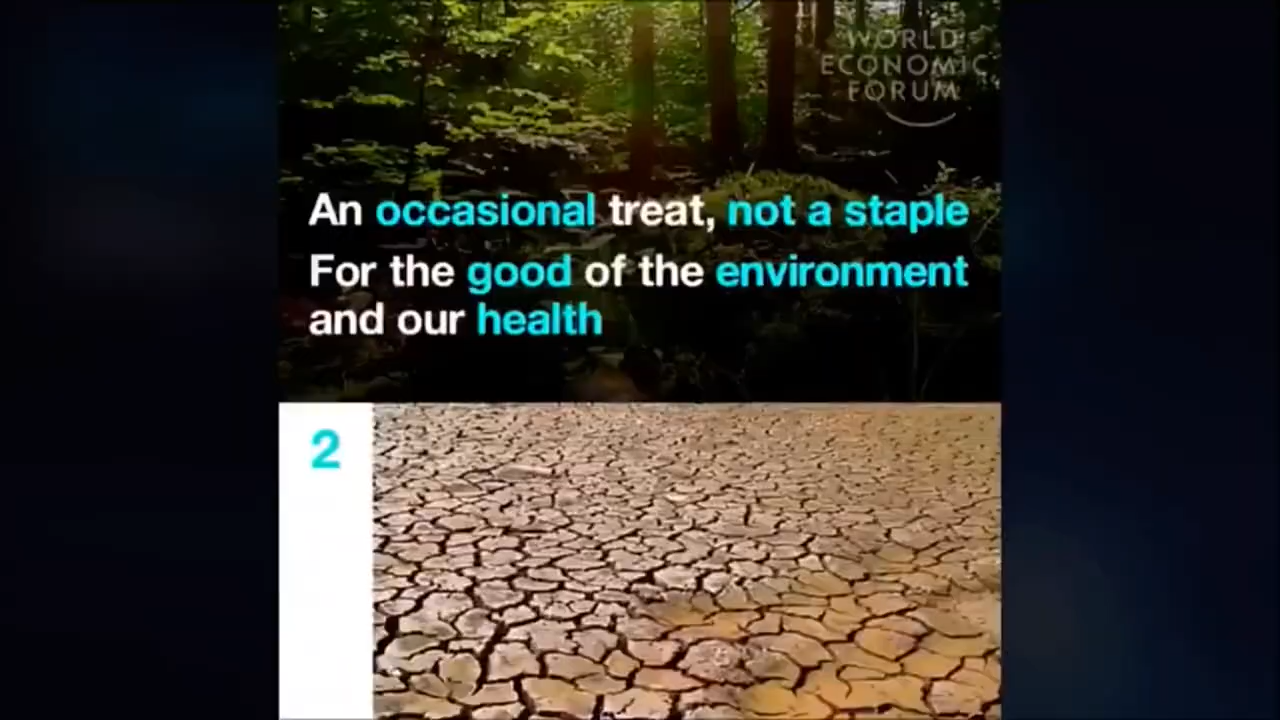 WORLD
ECONOMIC
FORUM
An occasional treat, not a staple
For the good of the environment
and our health
2